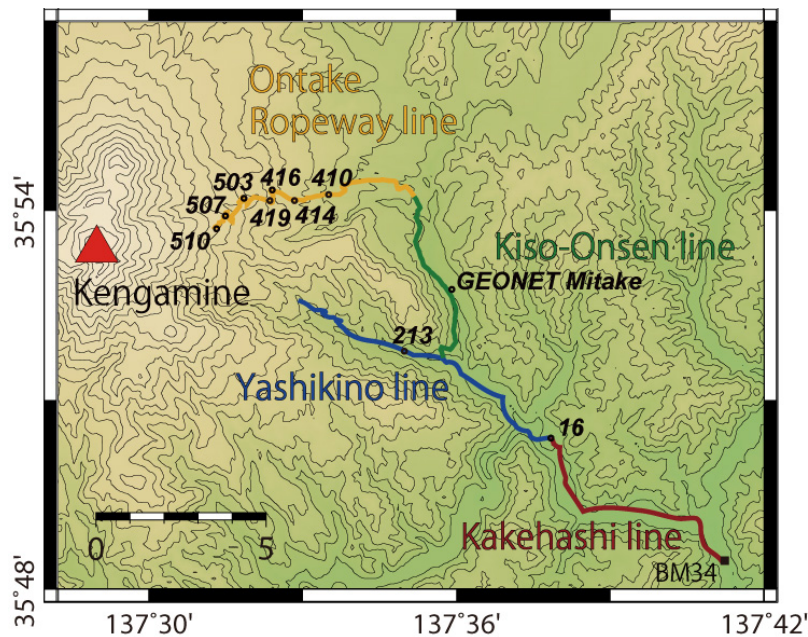 Ontake
Ropeway line
503
416
410
35°54'
507
419
414
510
Kiso-Onsen line
GEONET Mitake
Kengamine
213
Yashikino line
16
Kakehashi line
0
5
BM34
35°48'
137°30'
137°36'
137°42'